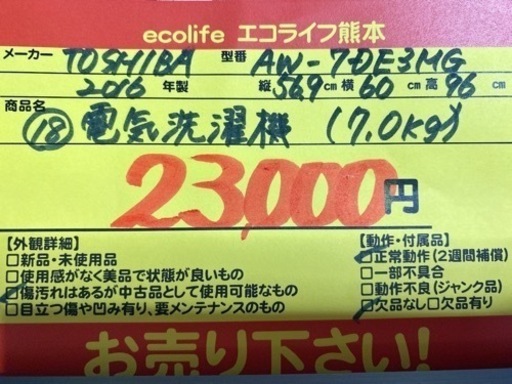 ecolife エコライフ熊本
メーカー TOSHIBA 型番 AW-7DE3MG
2016 年製 縦 56.9 cm 横 60 cm 高 96 cm
商品名 ⑱ 電気洗濯機 (7.0kg)
23,000円
【外観詳細】 【動作・付属品】
□新品・未使用品 □正常動作(2週間補償)
□使用感がなく美品で状態が良いもの □一部不具合
□傷汚れはあるが中古品として使用可能なもの □動作不良(ジャンク品)
□目立つ傷や凹み有り、要メンテナンスのもの □欠品なし□欠品有り
お売り下さい!